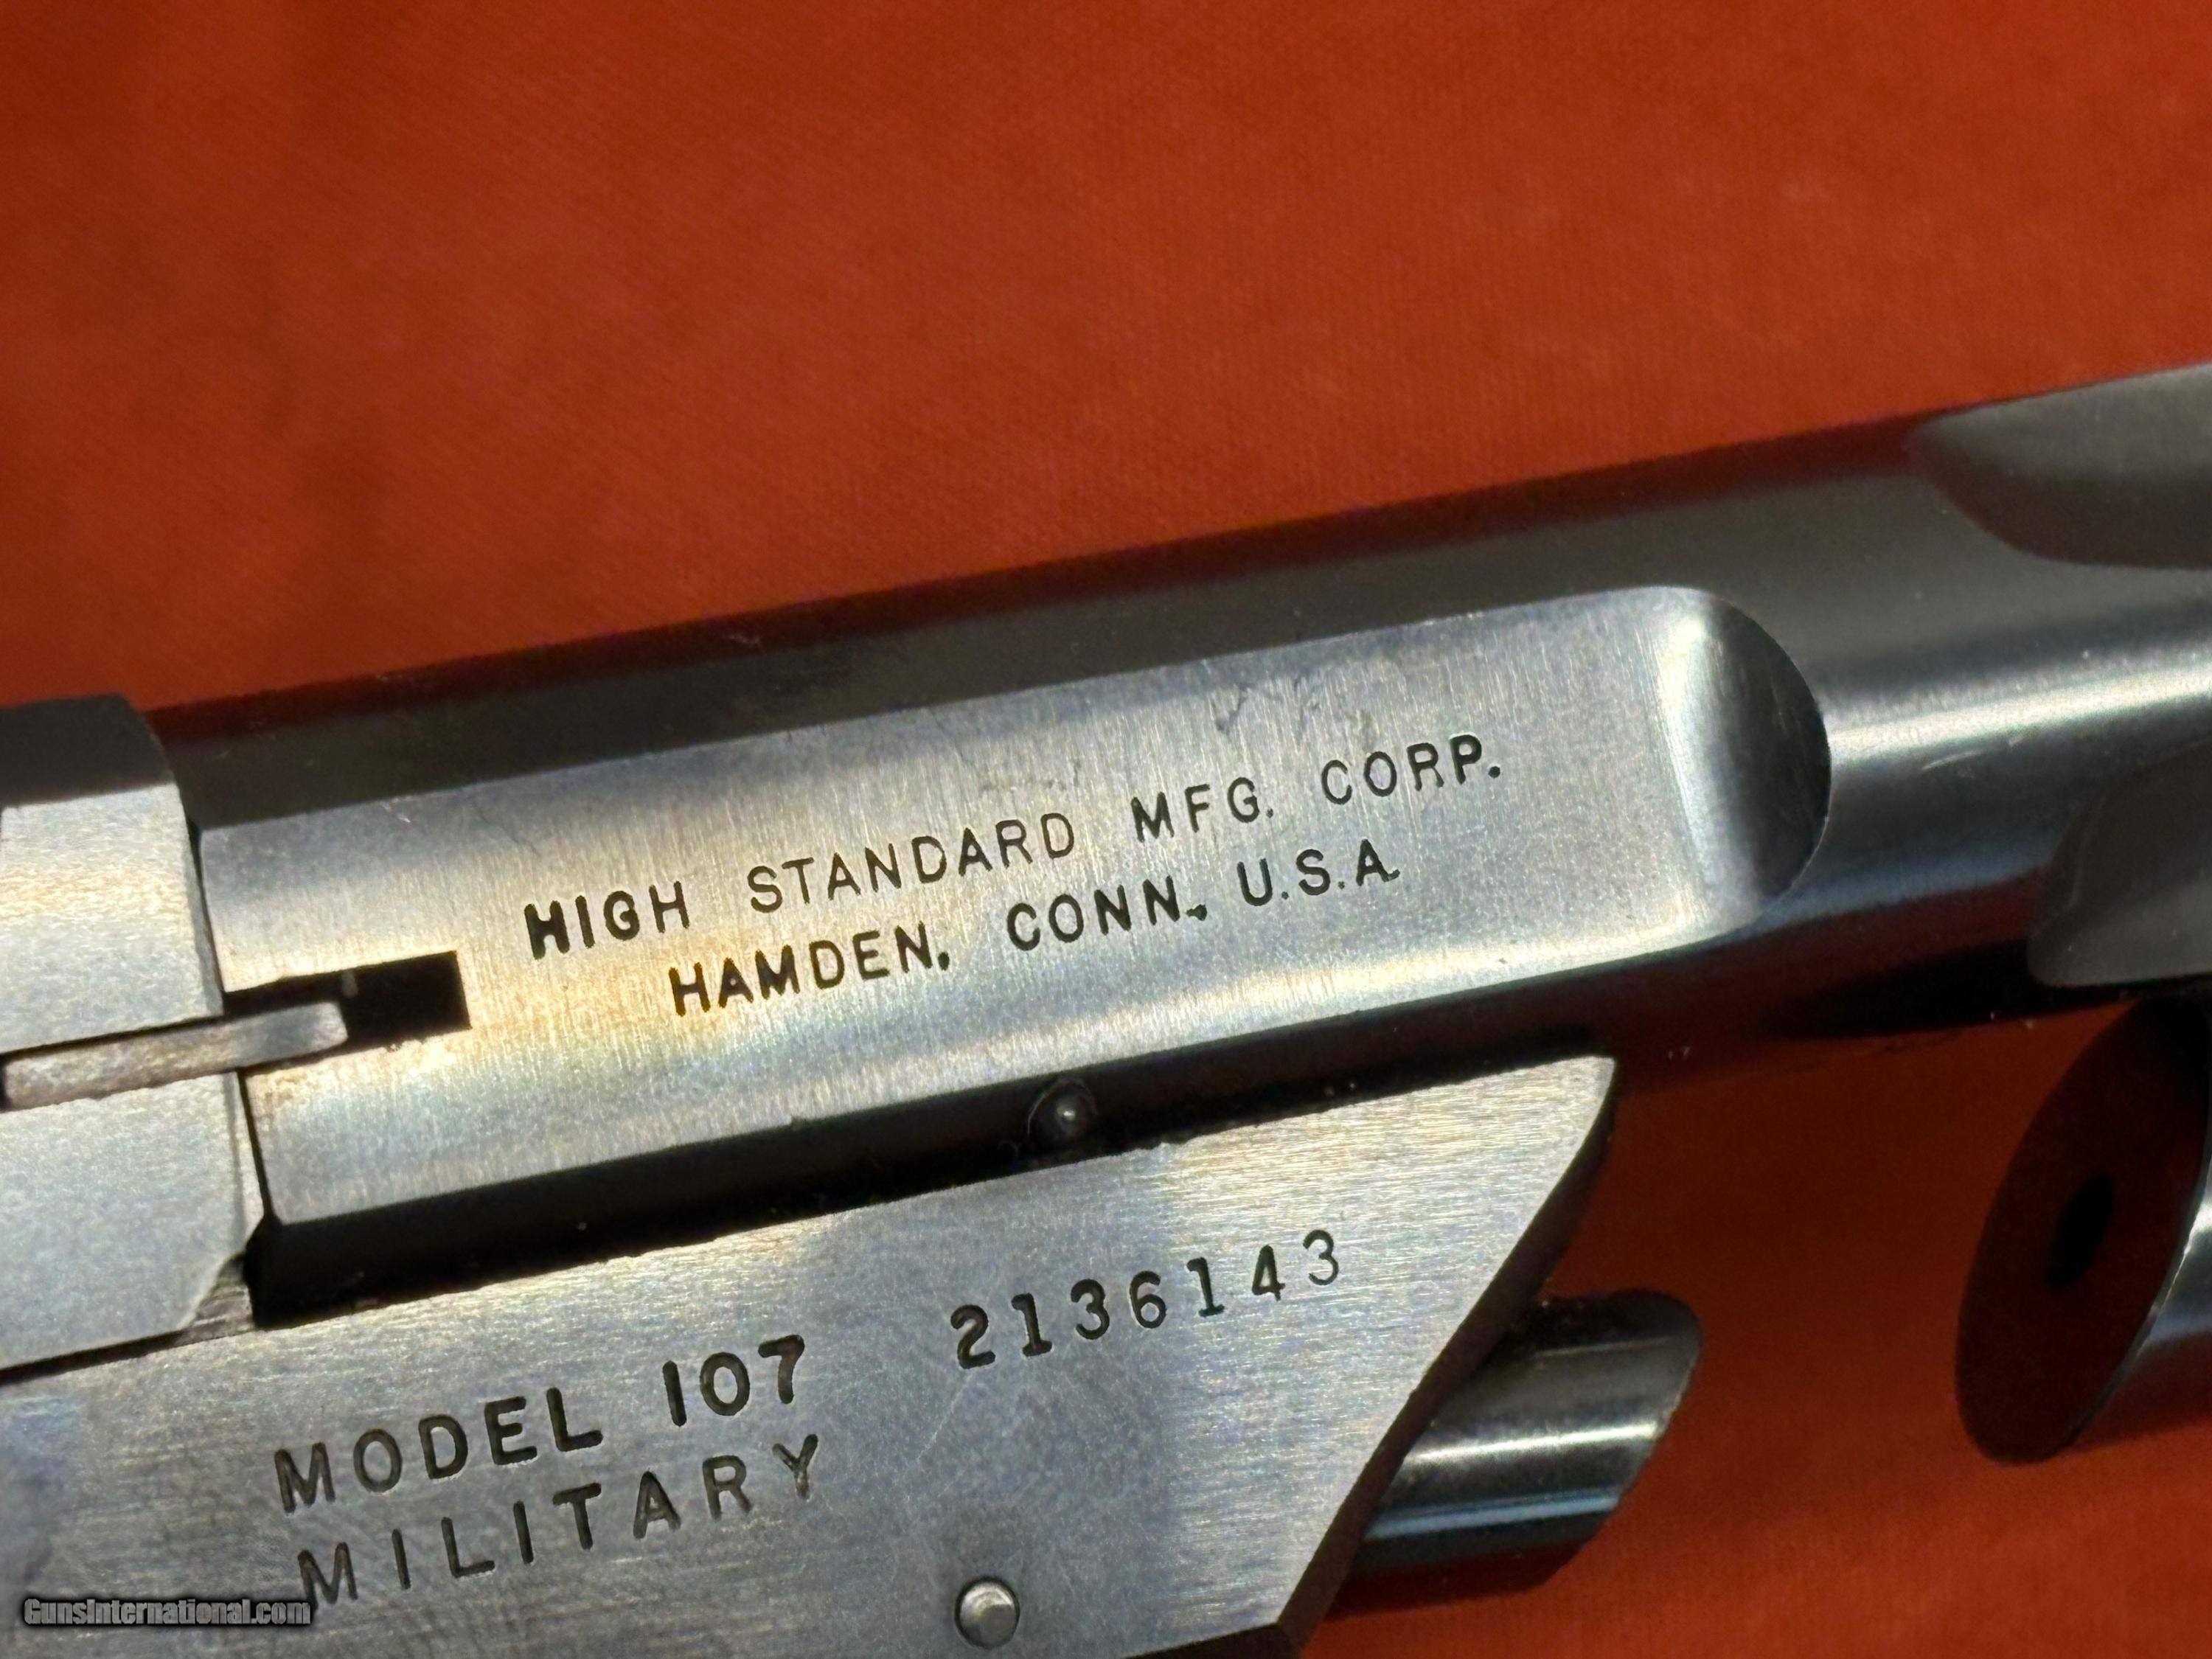 HIGH STANDARD MFG. CORP.
HAMDEN, CONN., U.S.A.
MODEL 107 2136143
MILITARY
GunsInternational.com